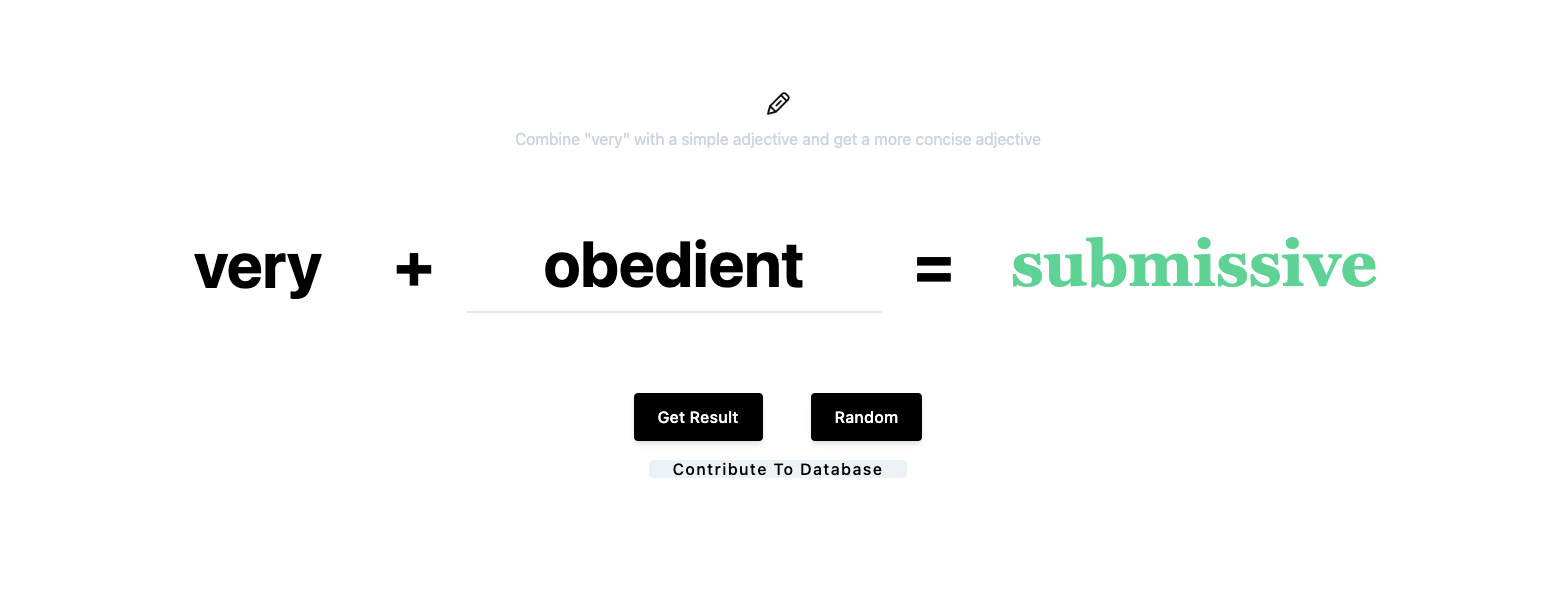 Combine "very" with a simple adjective and get a more concise adjective
very + obedient = submissive
Get Result Random
Contribute To Database